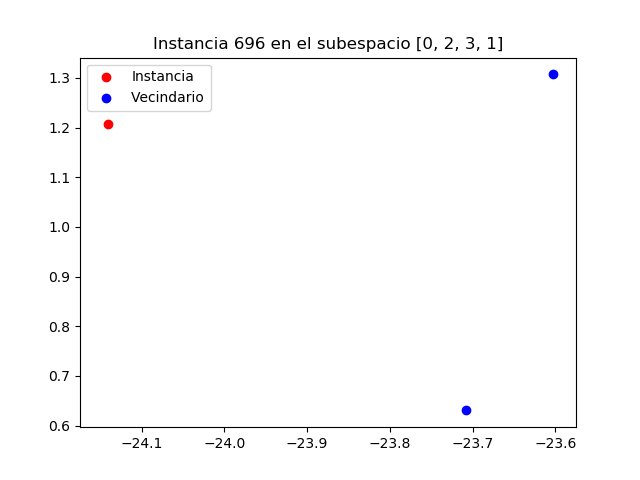 Instancia 696 en el subespacio [0, 2, 3, 1]
Instancia
Vecindario
1.3
1.2
1.1
1.0
0.9
0.8
0.7
0.6
−24.1 −24.0 −23.9 −23.8 −23.7 −23.6